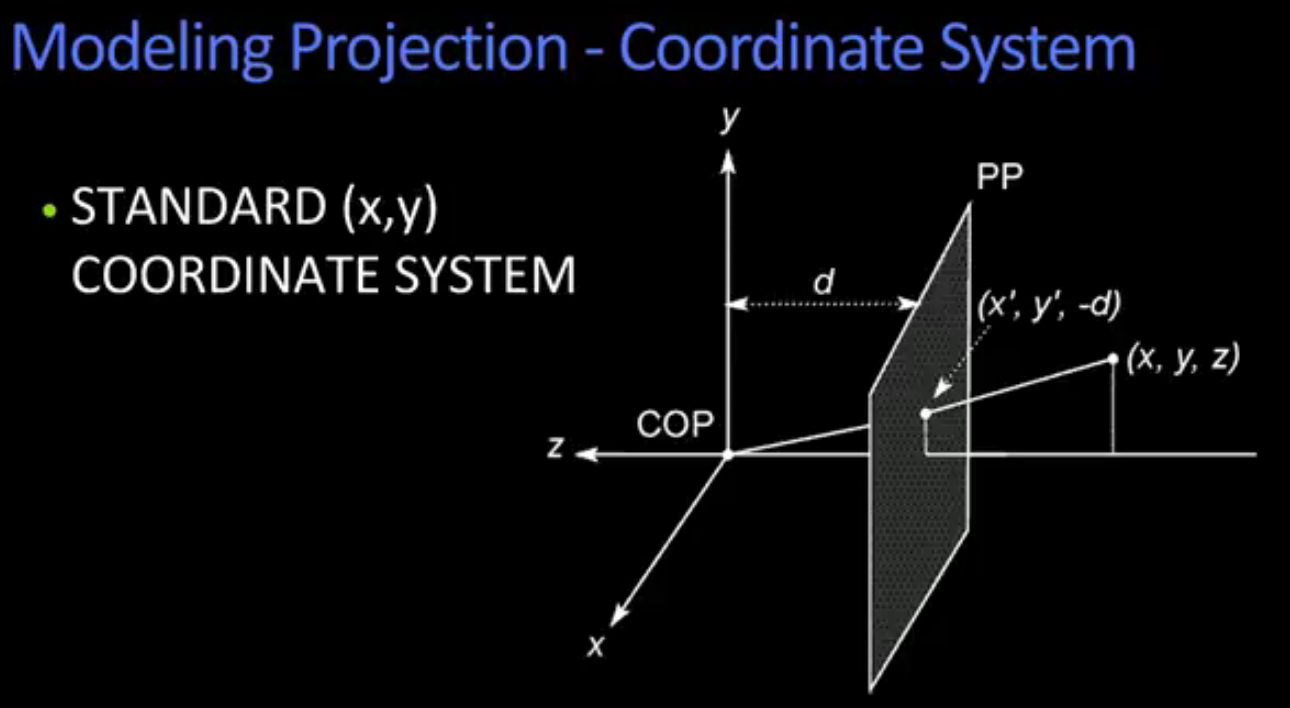 Modeling Projection - Coordinate System
• STANDARD (x,y)
COORDINATE SYSTEM
y
PP
d
(x', y', -d)
(x, y, z)
COP
z
x